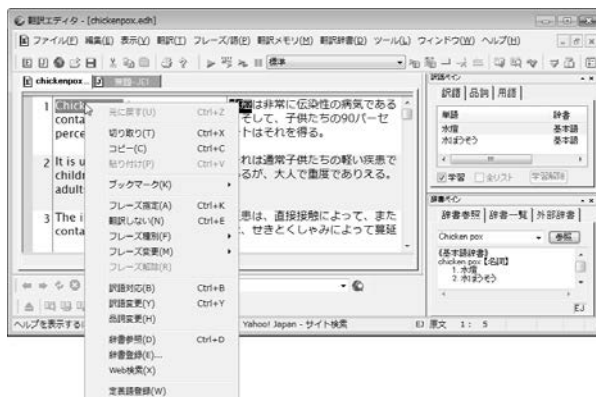 翻訳エディタ - [chickenpox.edh]
ファイル(F) 編集(E) 表示(V) 翻訳(T) フレーズ/語(P) 翻訳メモリ(M) 翻訳辞書(D) ツール(L) ウィンドウ(W) ヘルプ(H)
標準
chickenpox... 無題-JE1
訳語ペイン
訳語 品詞 用語
単語 辞書
水痘 基本語
水ぼうそう 基本語
学習 全リスト 学習解除
1 Chick
conta
perce
は非常に伝染性の病気である
そして、子供たちの90パーセ
トはそれを得る。
2 It is u
childr
adult
れは通常子供たちの軽い疾患で
るが、大人で重度でありえる。
3 The i
conta
患は、直接接触によって、また
、せきとくしゃみによって蔓延
元に戻す(U) Ctrl+Z
切り取り(T) Ctrl+X
コピー(C) Ctrl+C
貼り付け(P) Ctrl+V
ブックマーク(K)
フレーズ指定(A) Ctrl+K
翻訳しない(N) Ctrl+E
フレーズ種別(F)
フレーズ変更(M)
フレーズ解除(R)
訳語対応(B) Ctrl+B
訳語変更(Y) Ctrl+Y
品詞変更(H)
辞書参照(D) Ctrl+D
辞書登録(E)...
Web検索(X)
定義語登録(W)
辞書ペイン
辞書参照 辞書一覧 外部辞書
Chicken pox 参照
《基本語辞書》
chicken pox【名詞】
1. 水痘
2. 水ぼうそう
EJ
ヘルプを表示する
Yahoo! Japan - サイト検索
EJ 原文 1: 5